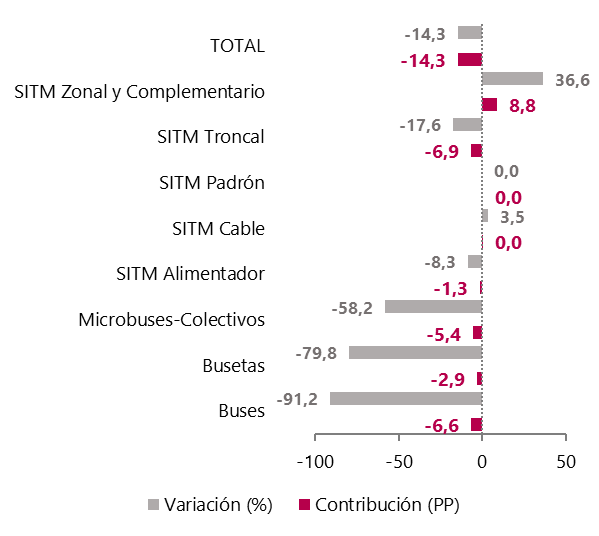 TOTAL
-14,3
-14,3
SITM Zonal y Complementario
36,6
8,8
SITM Troncal
-17,6
-6,9
SITM Padrón
0,0
0,0
SITM Cable
3,5
0,0
SITM Alimentador
-8,3
-1,3
Microbuses-Colectivos
-58,2
-5,4
Busetas
-79,8
-2,9
Buses
-91,2
-6,6
-100 -50 0 50
Variación (%) Contribución (PP)